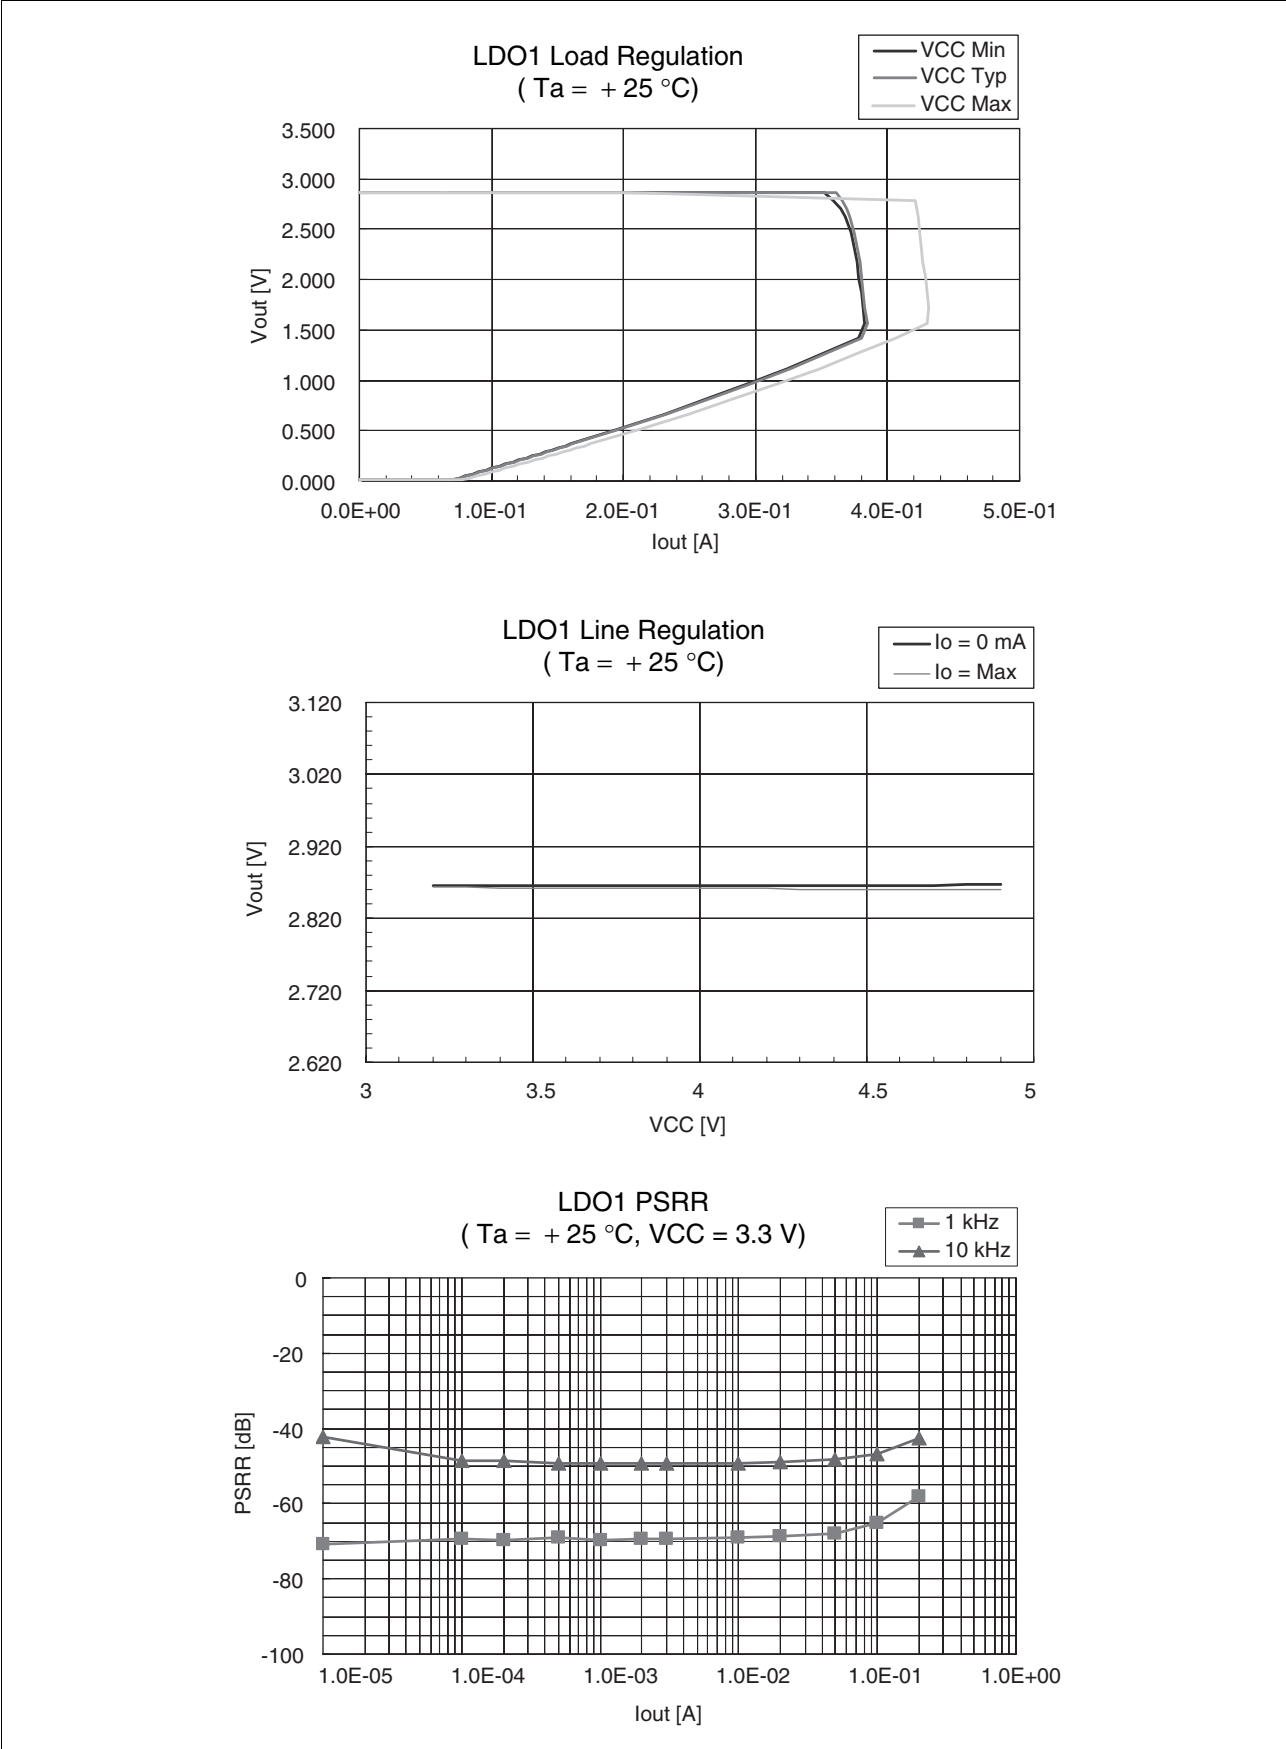 LDO1 Load Regulation
( Ta = + 25 °C)
VCC Min
VCC Typ
VCC Max
3.500
3.000
2.500
2.000
1.500
1.000
0.500
0.000
Vout [V]
0.0E+00 1.0E-01 2.0E-01 3.0E-01 4.0E-01 5.0E-01
Iout [A]
LDO1 Line Regulation
( Ta = + 25 °C)
Io = 0 mA
Io = Max
3.120
3.020
2.920
2.820
2.720
2.620
Vout [V]
3 3.5 4 4.5 5
VCC [V]
LDO1 PSRR
( Ta = + 25 °C, VCC = 3.3 V)
1 kHz
10 kHz
0
-20
-40
-60
-80
-100
PSRR [dB]
1.0E-05 1.0E-04 1.0E-03 1.0E-02 1.0E-01 1.0E+00
Iout [A]